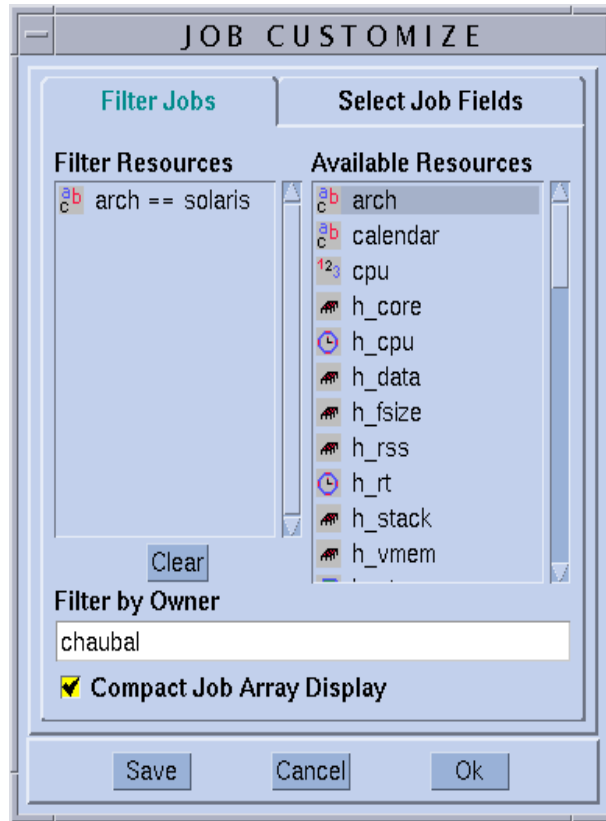 JOB CUSTOMIZE
Filter Jobs
Select Job Fields
Filter Resources
arch == solaris
Available Resources
arch
calendar
cpu
h_core
h_cpu
h_data
h_fsize
h_rss
h_rt
h_stack
h_vmem
Clear
Filter by Owner
chaubal
Compact Job Array Display
Save
Cancel
Ok